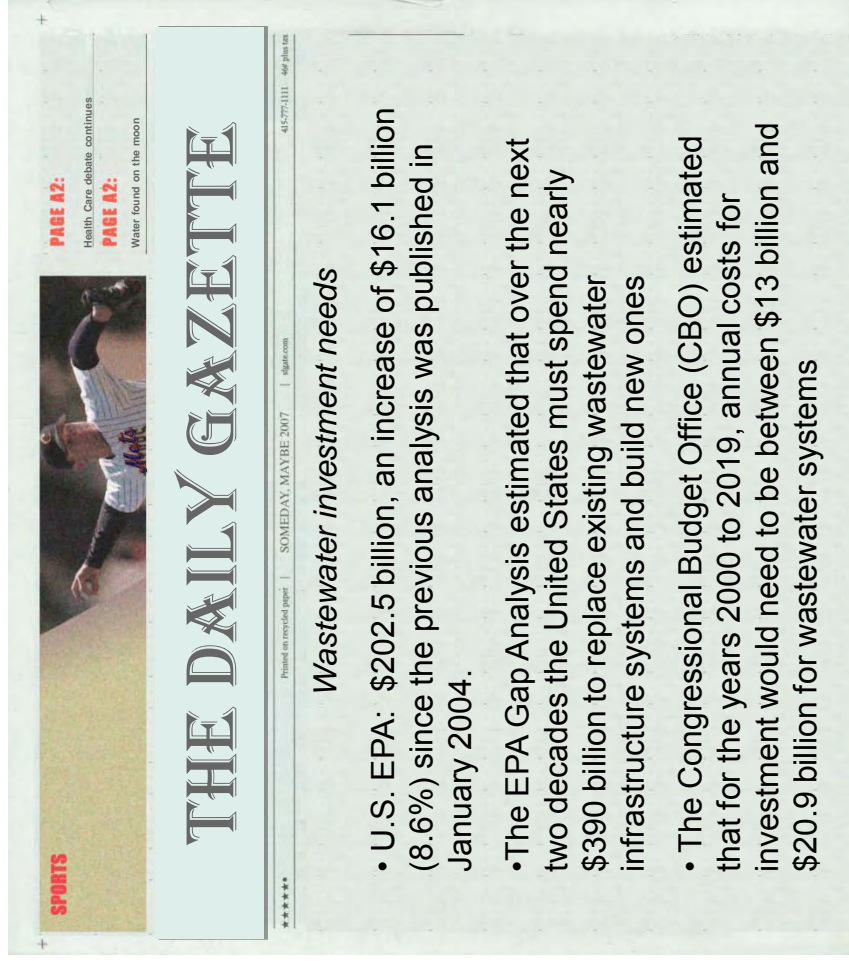 SPORTS
PAGE A2:
Health Care debate continues
PAGE A2:
Water found on the moon
Mets
THE DAILY GAZETTE
★★★★★* Printed on recycled paper | SOMEDAY, MAYBE 2007 | sfgate.com 415-777-1111 46¢ plus tax
Wastewater investment needs
• U.S. EPA: $202.5 billion, an increase of $16.1 billion
(8.6%) since the previous analysis was published in
January 2004.
•The EPA Gap Analysis estimated that over the next
two decades the United States must spend nearly
$390 billion to replace existing wastewater
infrastructure systems and build new ones
• The Congressional Budget Office (CBO) estimated
that for the years 2000 to 2019, annual costs for
investment would need to be between $13 billion and
$20.9 billion for wastewater systems